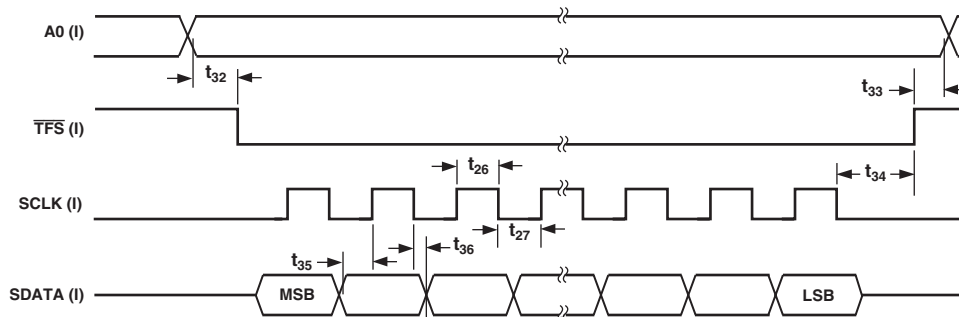 A0 (I)
t32
t33
TFS (I)
t26
t34
SCLK (I)
t27
t36
t35
SDATA (I)
MSB
LSB